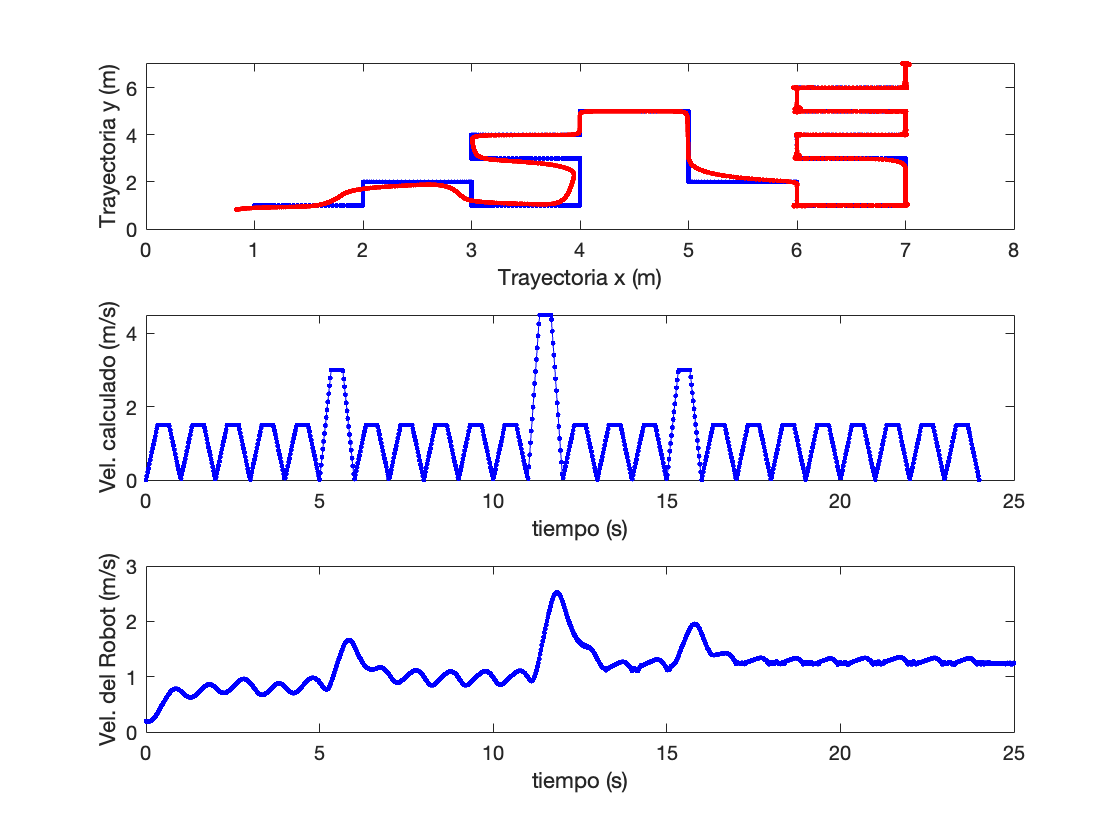 Trayectoria y (m)
6
4
2
0
0 1 2 3 4 5 6 7 8
Trayectoria x (m)
Vel. calculado (m/s)
4
2
0
0 5 10 15 20 25
tiempo (s)
Vel. del Robot (m/s)
3
2
1
0
0 5 10 15 20 25
tiempo (s)